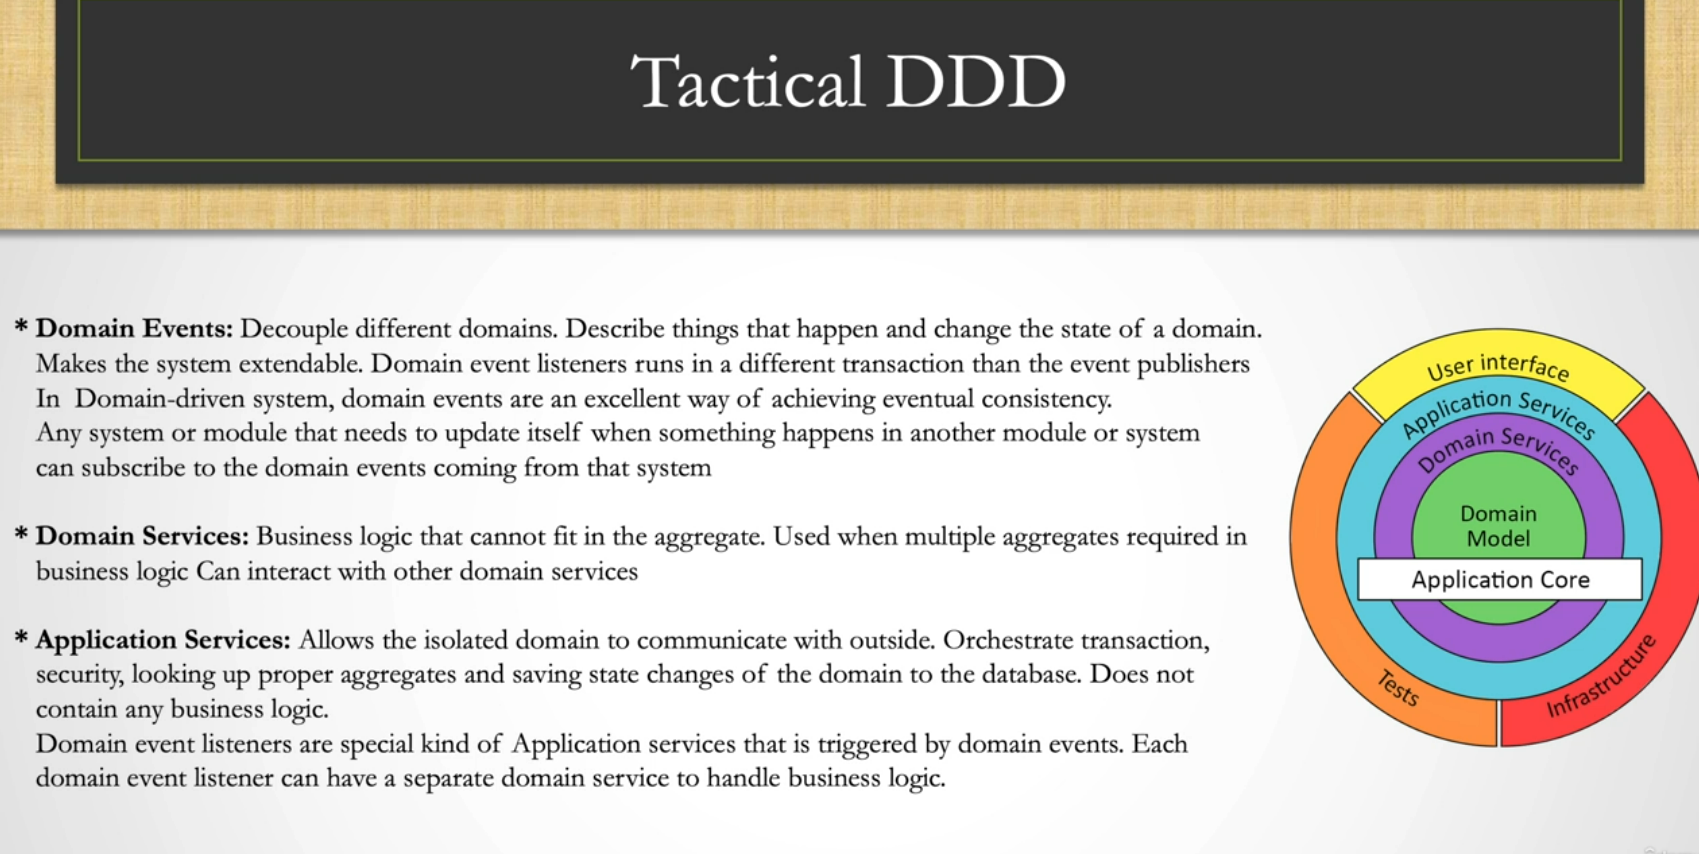 Tactical DDD
* Domain Events: Decouple different domains. Describe things that happen and change the state of a domain.
Makes the system extendable. Domain event listeners runs in a different transaction than the event publishers
In Domain-driven system, domain events are an excellent way of achieving eventual consistency.
Any system or module that needs to update itself when something happens in another module or system
can subscribe to the domain events coming from that system
* Domain Services: Business logic that cannot fit in the aggregate. Used when multiple aggregates required in
business logic Can interact with other domain services
* Application Services: Allows the isolated domain to communicate with outside. Orchestrate transaction,
security, looking up proper aggregates and saving state changes of the domain to the database. Does not
contain any business logic.
Domain event listeners are special kind of Application services that is triggered by domain events. Each
domain event listener can have a separate domain service to handle business logic.
User interface
Application Services
Domain Services
Domain
Model
Application Core
Tests
Infrastructure